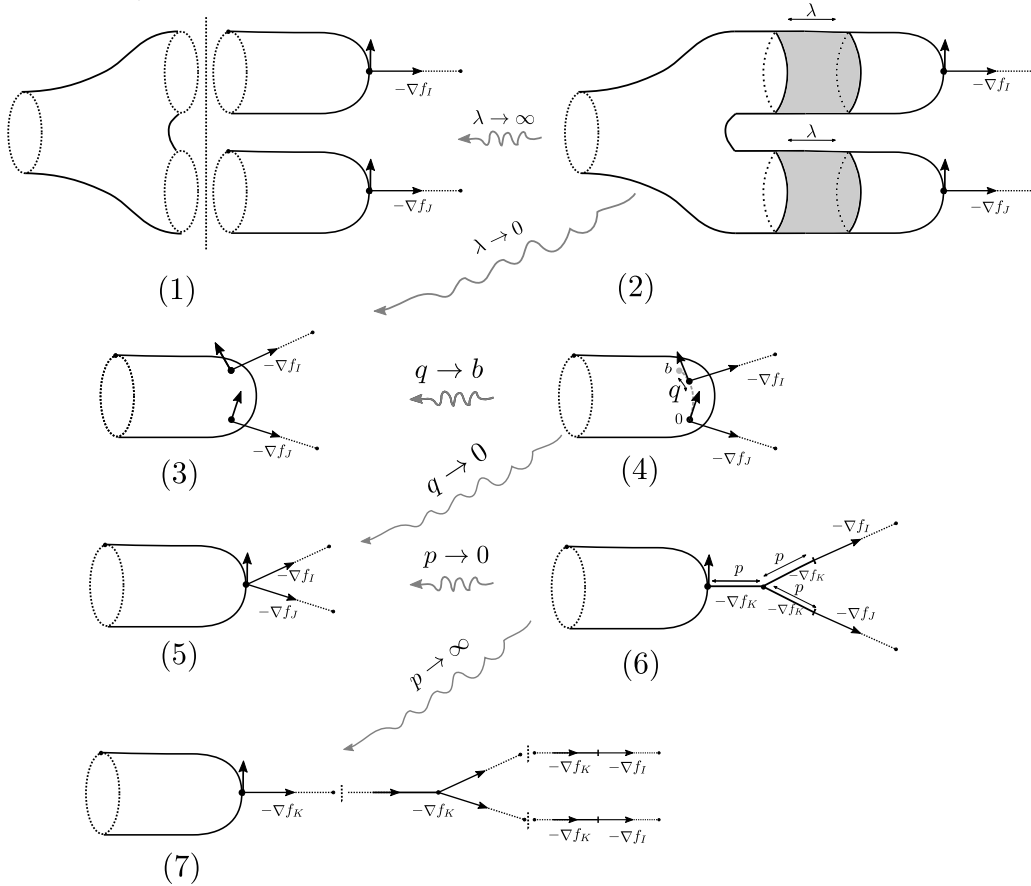 λ
-∇f_I
-∇f_I
λ → ∞
λ
-∇f_J
-∇f_J
λ → 0
(1)
(2)
-∇f_I
q → b
b
q
-∇f_I
0
-∇f_J
-∇f_J
(3)
(4)
q → 0
-∇f_I
p → 0
p
p
-∇f_I
-∇f_K
-∇f_I
-∇f_K
p
-∇f_K
-∇f_J
-∇f_J
(5)
(6)
p → ∞
-∇f_K -∇f_I
-∇f_K
-∇f_K
-∇f_K -∇f_I
(7)